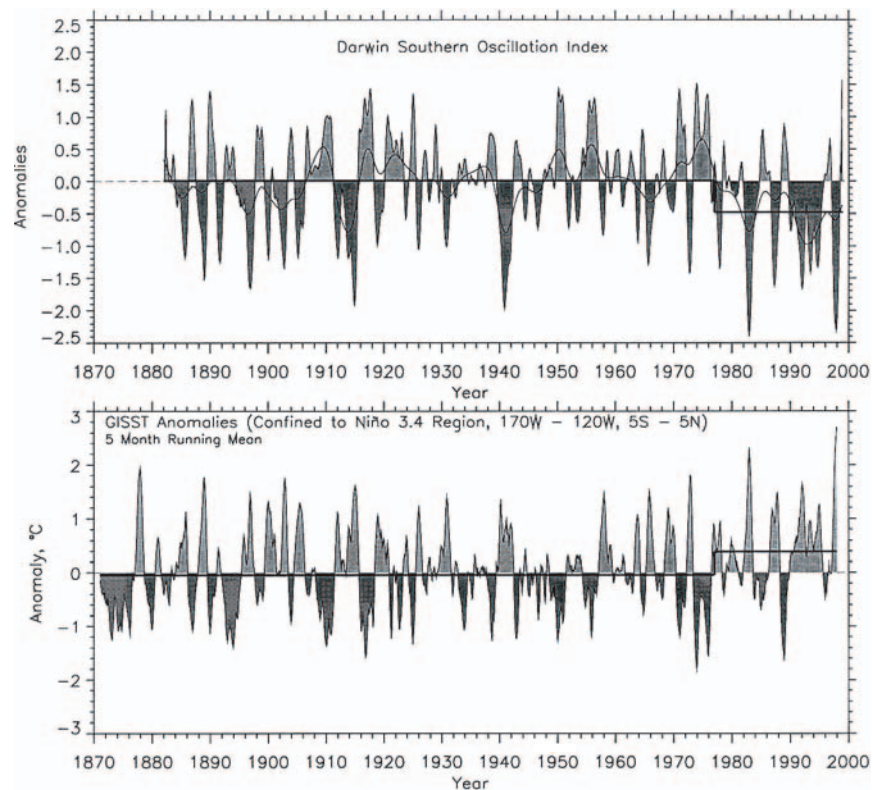 2.5
2.0
1.5
1.0
0.5
0.0
-0.5
-1.0
-1.5
-2.0
-2.5
Anomalies
Darwin Southern Oscillation Index
1870 1880 1890 1900 1910 1920 1930 1940 1950 1960 1970 1980 1990 2000
Year
3
2
1
0
-1
-2
-3
Anomaly, °C
GISST Anomalies (Confined to Niño 3.4 Region, 170W - 120W, 5S - 5N)
5 Month Running Mean
1870 1880 1890 1900 1910 1920 1930 1940 1950 1960 1970 1980 1990 2000
Year